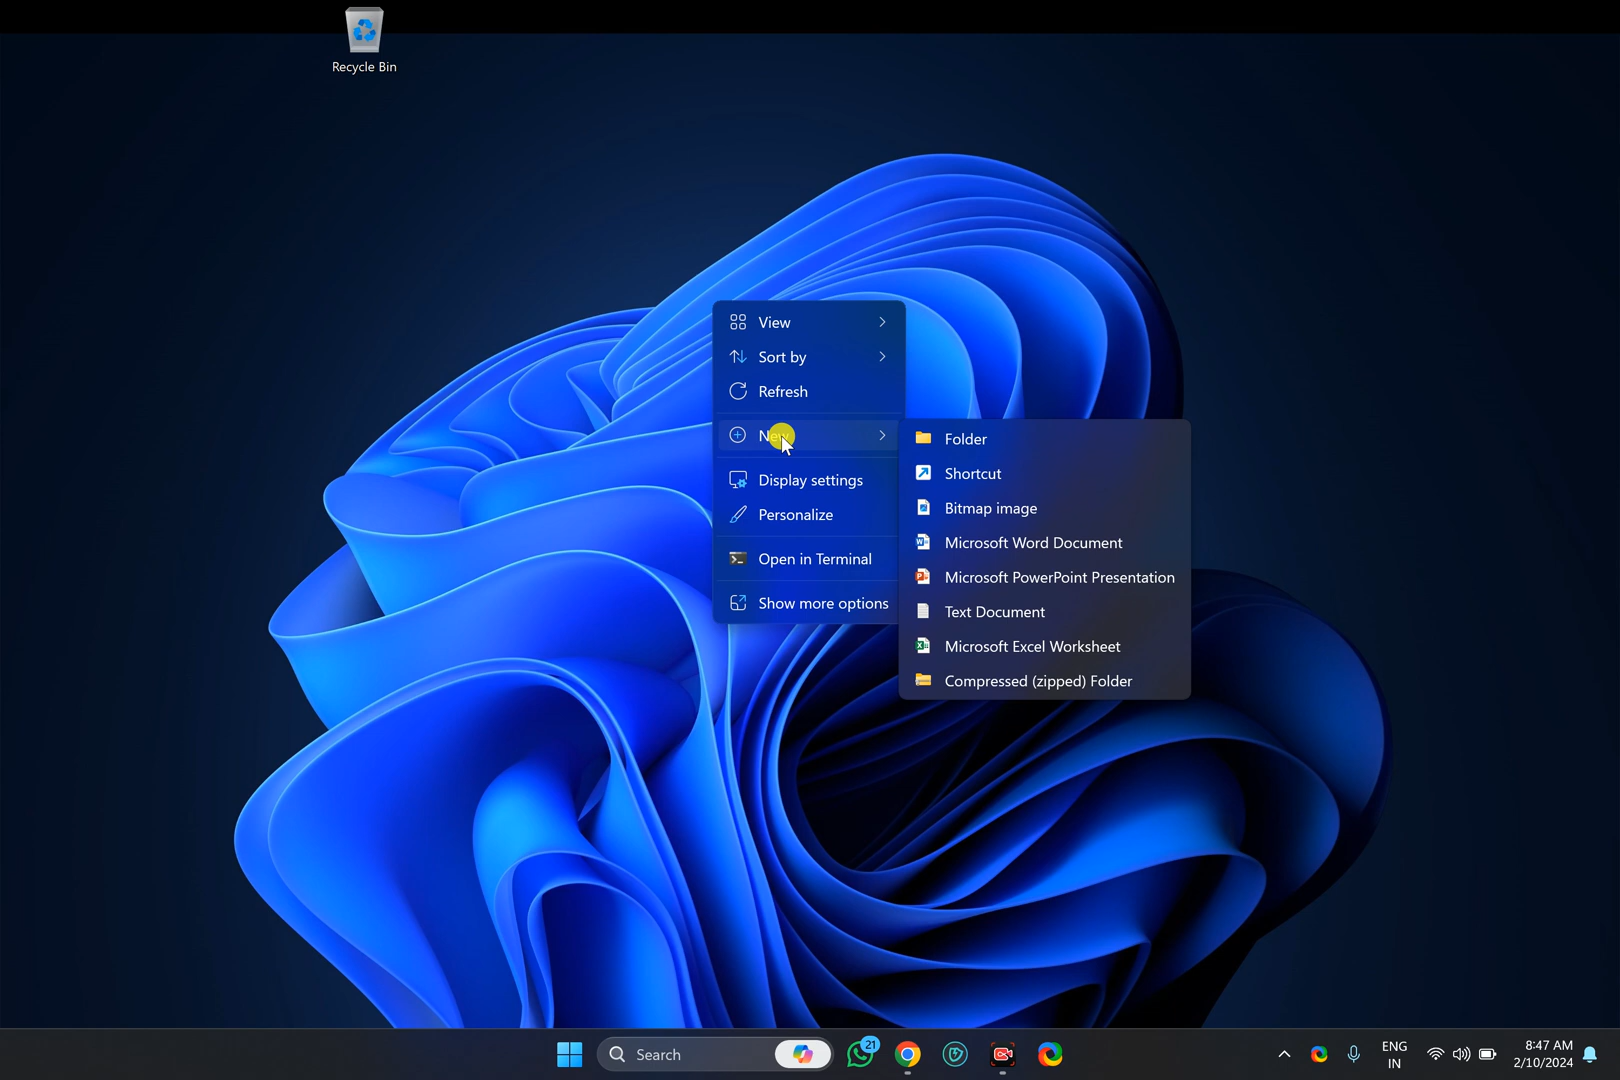 Recycle Bin
View
Sort by
Refresh
New
Display settings
Personalize
Open in Terminal
Show more options
Folder
Shortcut
Bitmap image
Microsoft Word Document
Microsoft PowerPoint Presentation
Text Document
Microsoft Excel Worksheet
Compressed (zipped) Folder
Search
21
ENG
IN
8:47 AM
2/10/2024